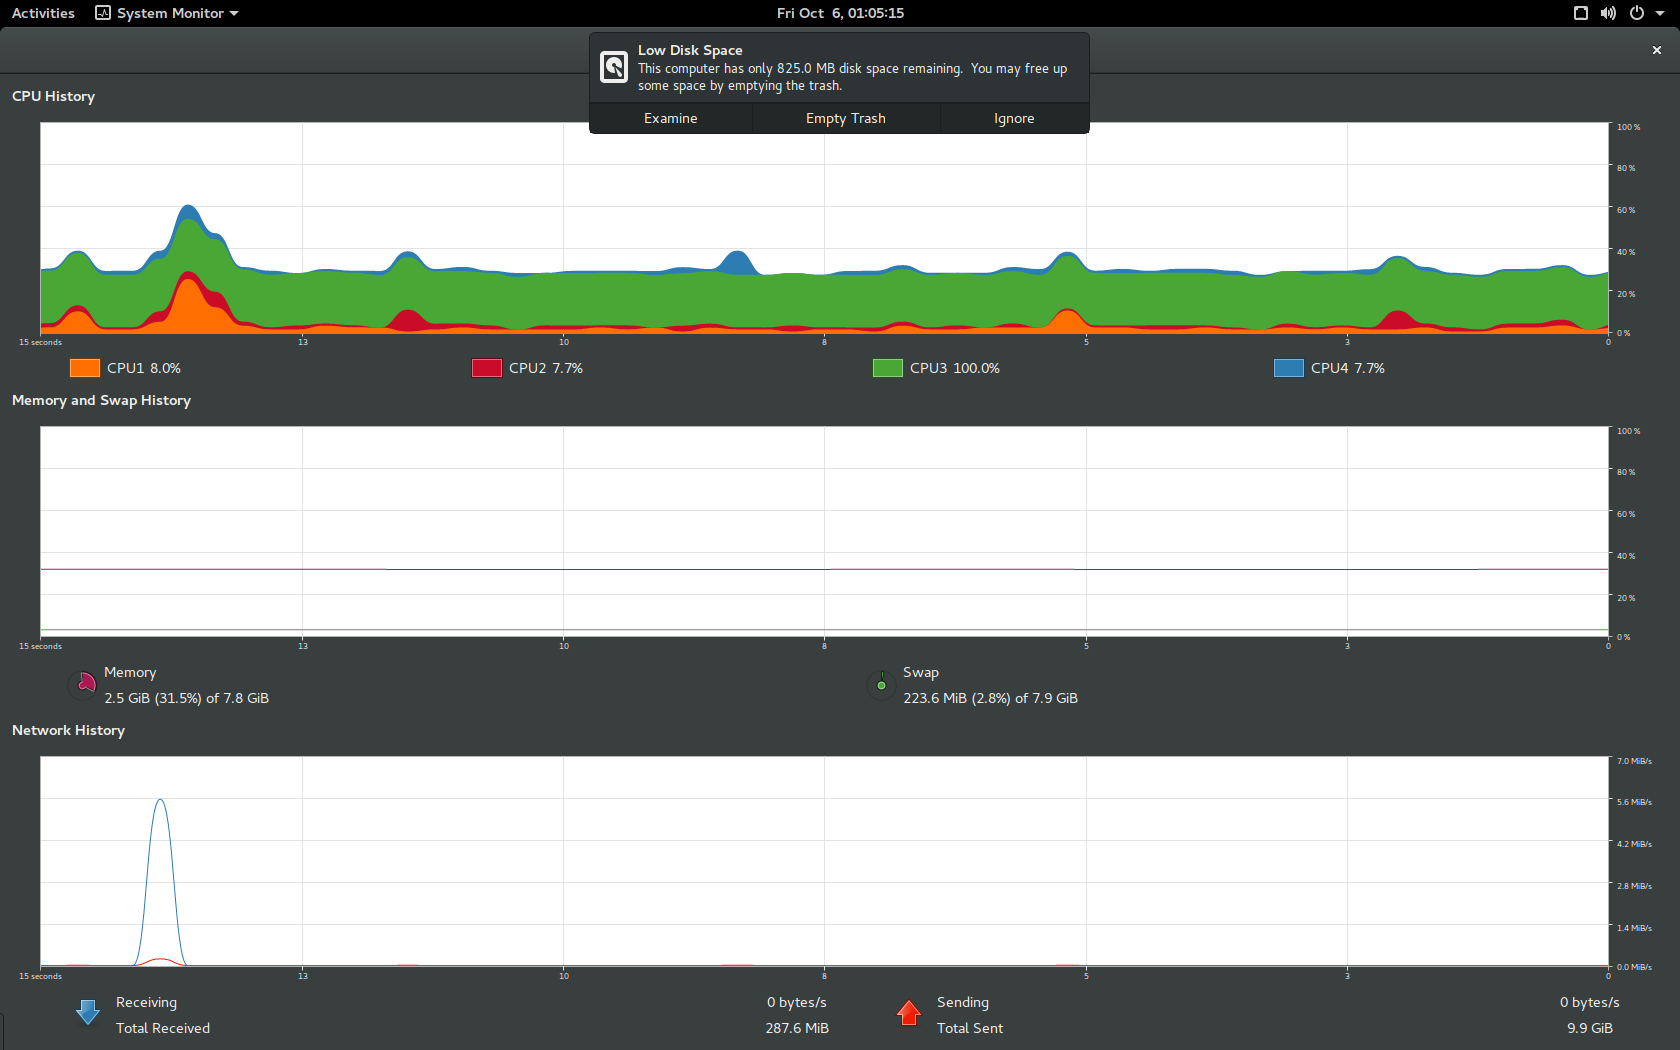 Activities System Monitor Fri Oct 6, 01:05:15
Low Disk Space
This computer has only 825.0 MB disk space remaining. You may free up
some space by emptying the trash.
Examine Empty Trash Ignore
CPU History
100 %
80 %
60 %
40 %
20 %
0 %
15 seconds 13 10 8 5 3 0
CPU1 8.0% CPU2 7.7% CPU3 100.0% CPU4 7.7%
Memory and Swap History
100 %
80 %
60 %
40 %
20 %
0 %
15 seconds 13 10 8 5 3 0
Memory
2.5 GiB (31.5%) of 7.8 GiB
Swap
223.6 MiB (2.8%) of 7.9 GiB
Network History
7.0 MiB/s
5.6 MiB/s
4.2 MiB/s
2.8 MiB/s
1.4 MiB/s
0.0 MiB/s
15 seconds 13 10 8 5 3 0
Receiving 0 bytes/s
Total Received 287.6 MiB
Sending 0 bytes/s
Total Sent 9.9 GiB